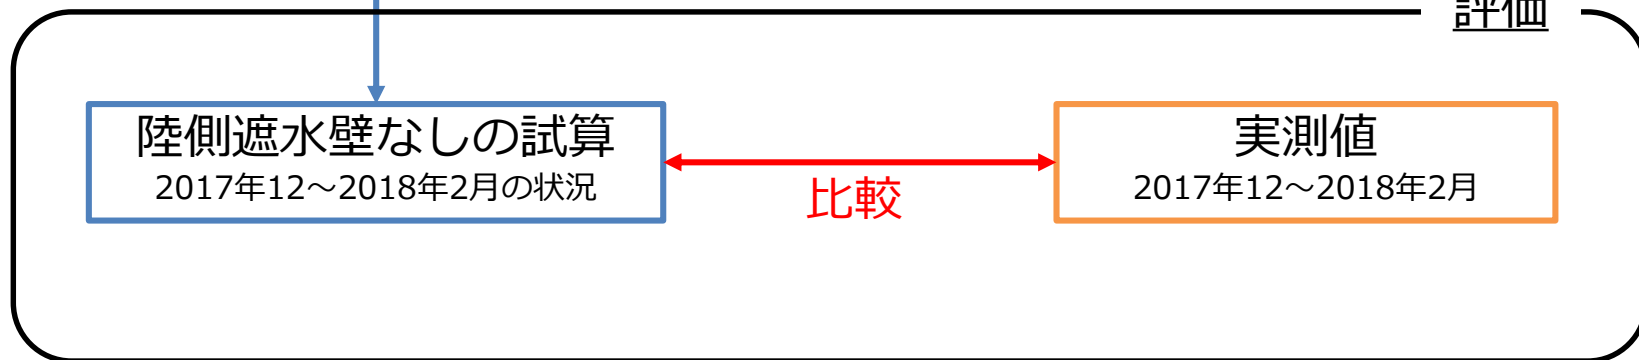 評価
陸側遮水壁なしの試算
2017年12～2018年2月の状況
比較
実測値
2017年12～2018年2月